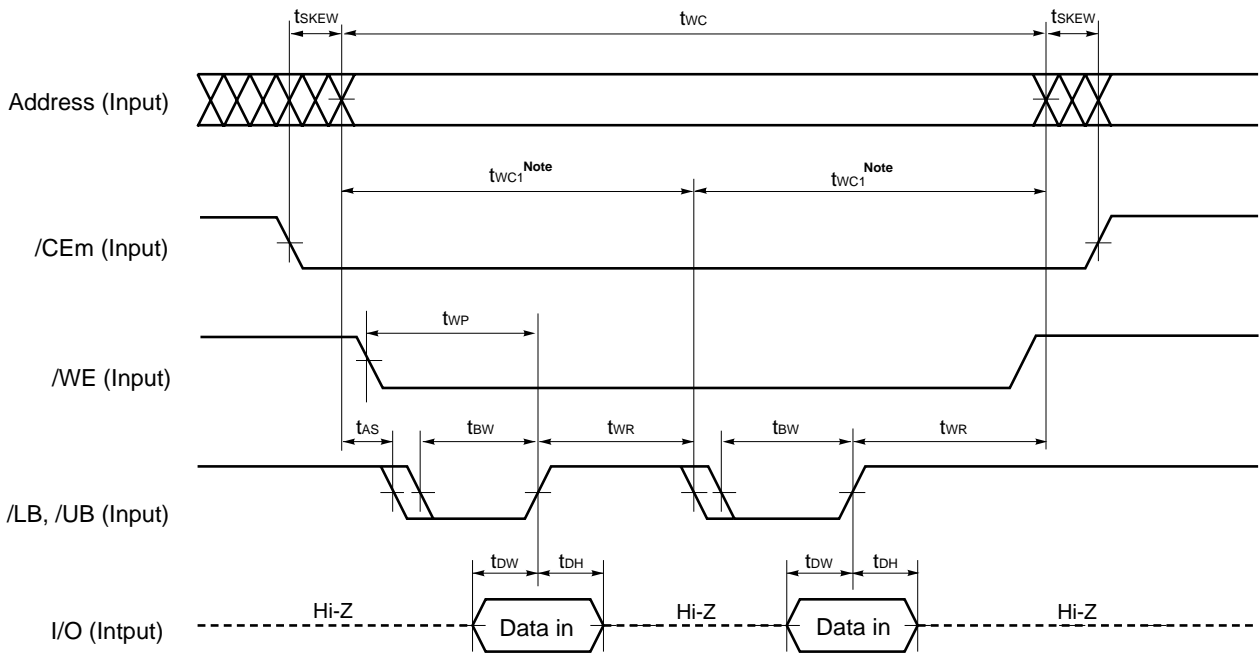 tSKEW tWC tSKEW
Address (Input)
tWC1Note tWC1Note
/CEm (Input)
tWP
/WE (Input)
tAS tBW tWR tBW tWR
/LB, /UB (Input)
tDW tDH tDW tDH
Hi-Z Hi-Z Hi-Z
I/O (Intput) Data in Data in